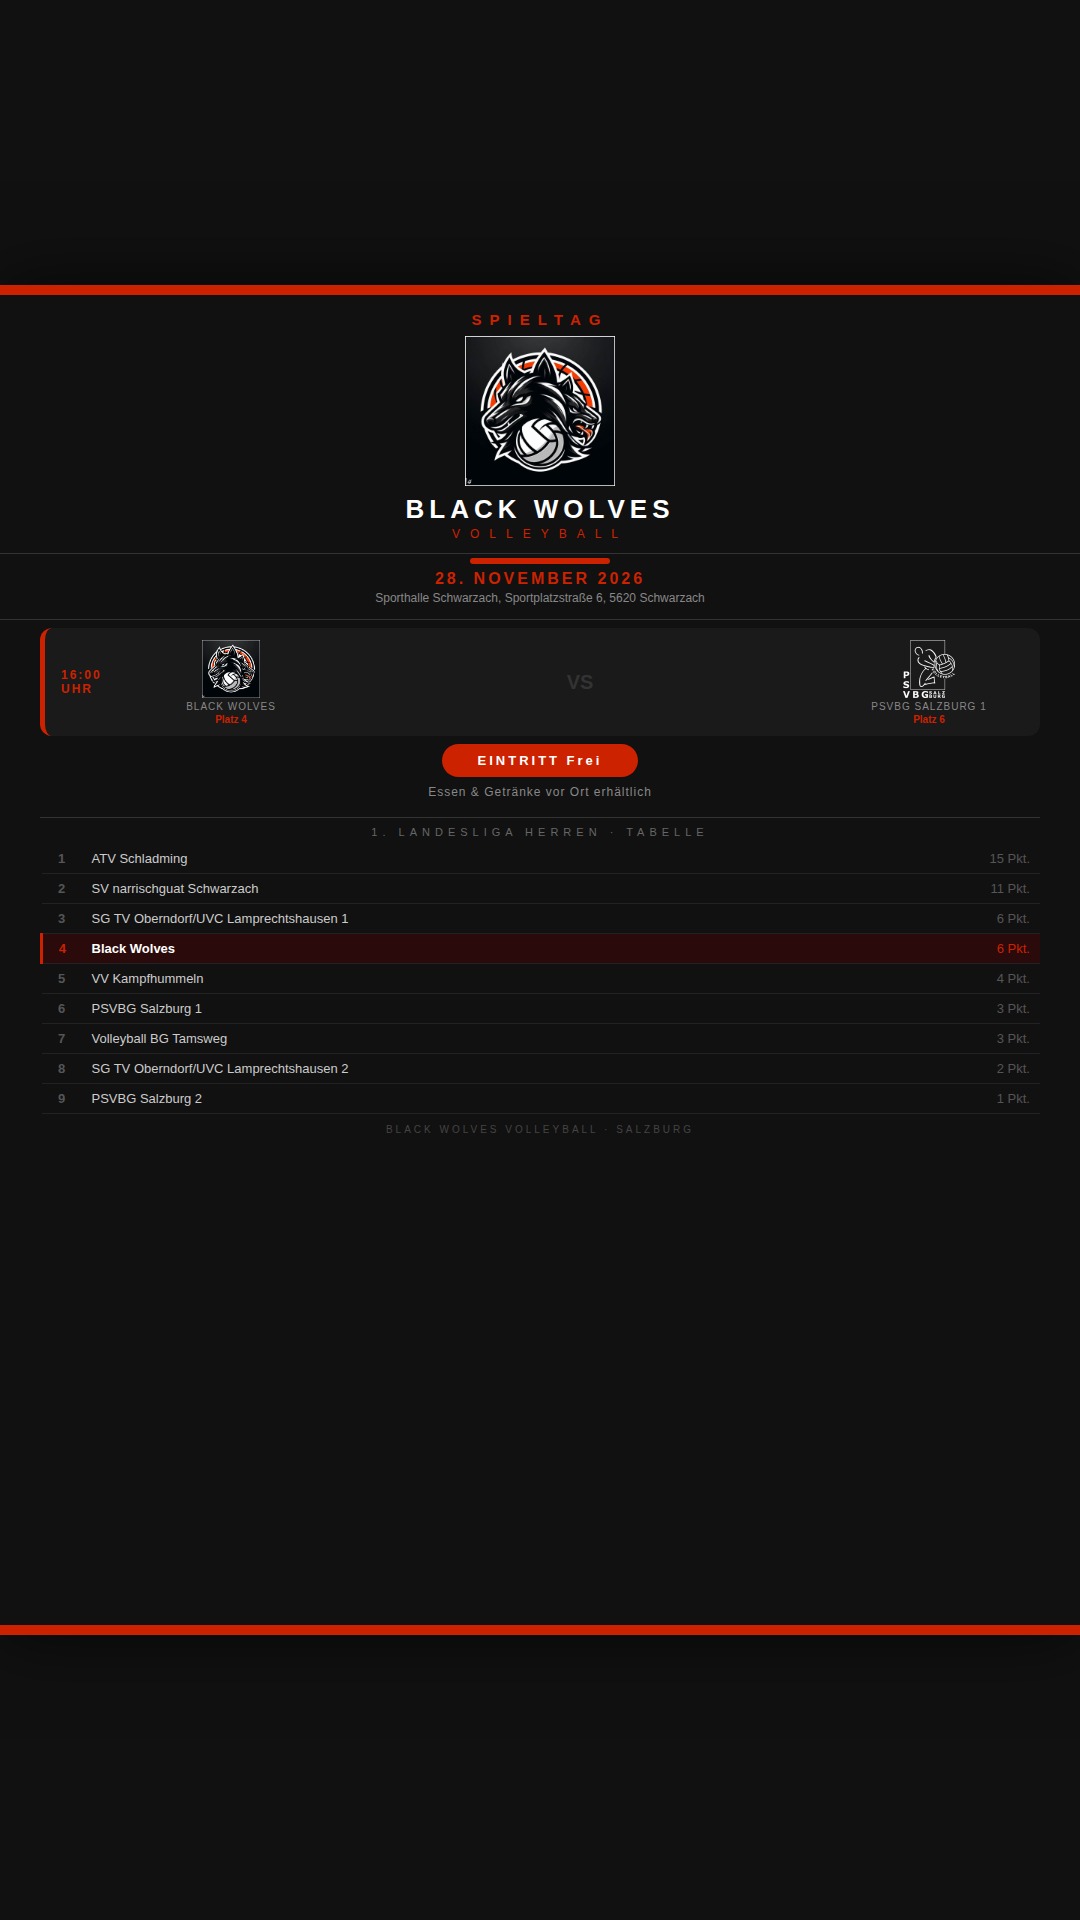 SPIELTAG
BLACK WOLVES
VOLLEYBALL
28. NOVEMBER 2026
Sporthalle Schwarzach, Sportplatzstraße 6, 5620 Schwarzach
16:00
UHR
BLACK WOLVES
Platz 4
VS
P
S
V B G SALZ
BURG
PSVBG SALZBURG 1
Platz 6
EINTRITT Frei
Essen & Getränke vor Ort erhältlich
1. LANDESLIGA HERREN · TABELLE
1 ATV Schladming 15 Pkt.
2 SV narrischguat Schwarzach 11 Pkt.
3 SG TV Oberndorf/UVC Lamprechtshausen 1 6 Pkt.
4 Black Wolves 6 Pkt.
5 VV Kampfhummeln 4 Pkt.
6 PSVBG Salzburg 1 3 Pkt.
7 Volleyball BG Tamsweg 3 Pkt.
8 SG TV Oberndorf/UVC Lamprechtshausen 2 2 Pkt.
9 PSVBG Salzburg 2 1 Pkt.
BLACK WOLVES VOLLEYBALL · SALZBURG